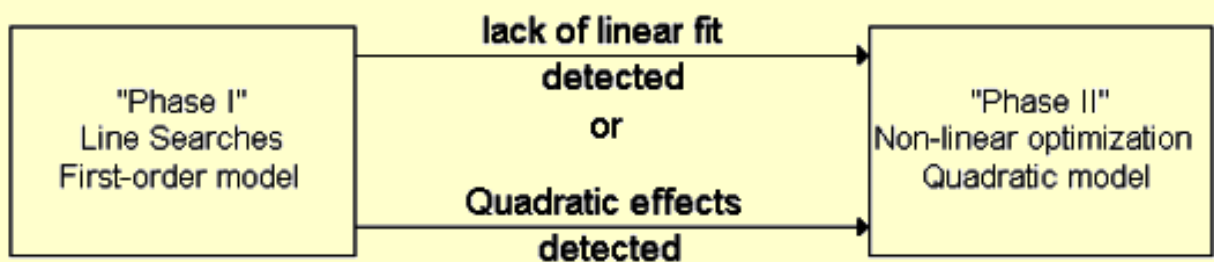 "Phase I"
Line Searches
First-order model
lack of linear fit
detected
or
Quadratic effects
detected
"Phase II"
Non-linear optimization
Quadratic model